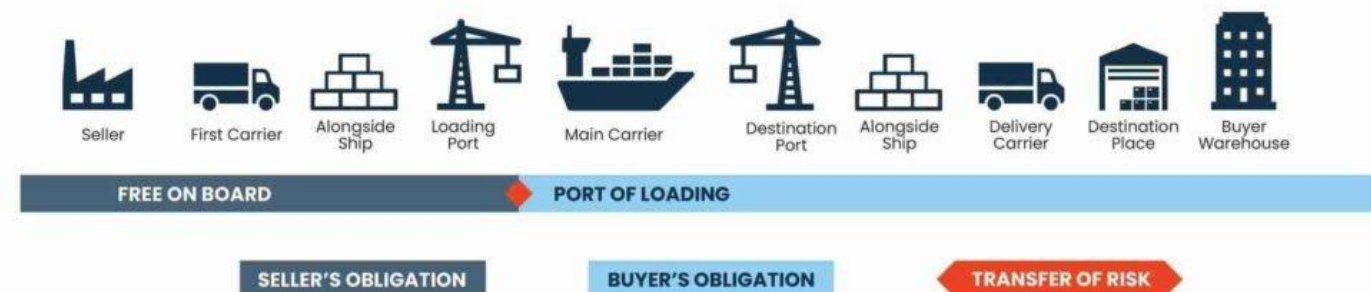 Seller
First Carrier
Alongside
Ship
Loading
Port
Main Carrier
Destination
Port
Alongside
Ship
Delivery
Carrier
Destination
Place
Buyer
Warehouse
FREE ON BOARD
PORT OF LOADING
SELLER'S OBLIGATION
BUYER'S OBLIGATION
TRANSFER OF RISK